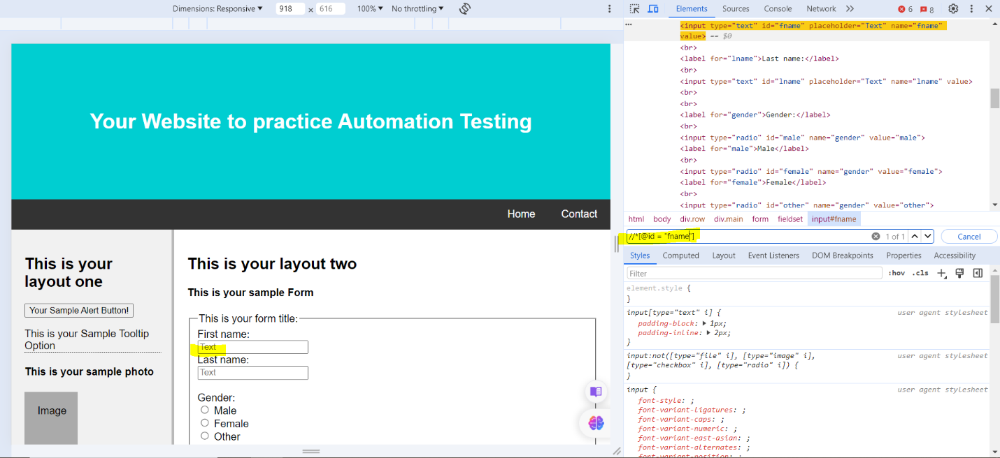 Dimensions: Responsive ▼ 918 × 616 100% ▼ No throttling ▼
Your Website to practice Automation Testing
Home Contact
This is your
layout one
Your Sample Alert Button!
This is your Sample Tooltip
Option
This is your sample photo
Image
This is your layout two
This is your sample Form
This is your form title:
First name:
Text
Last name:
Text
Gender:
Male
Female
Other
Elements Sources Console Network 6 8
<input type="text" id="fname" placeholder="Text" name="fname"
value> == $0
<br>
<label for="lname">Last name:</label>
<br>
<input type="text" id="lname" placeholder="Text" name="lname" value>
<br>
<br>
<label for="gender">Gender:</label>
<br>
<input type="radio" id="male" name="gender" value="male">
<label for="male">Male</label>
<br>
<input type="radio" id="female" name="gender" value="female">
<label for="female">Female</label>
<br>
<input type="radio" id="other" name="gender" value="other">
html body div.row div.main form fieldset input#fname
//*[@id = "fname"] 1 of 1 Cancel
Styles Computed Layout Event Listeners DOM Breakpoints Properties Accessibility
Filter :hov .cls
element.style {
}
input[type="text" i] { user agent stylesheet
padding-block: ▶ 1px;
padding-inline: ▶ 2px;
}
input:not([type="file" i], [type="image" i], user agent stylesheet
[type="checkbox" i], [type="radio" i]) {
}
input { user agent stylesheet
font-style: ;
font-variant-ligatures: ;
font-variant-caps: ;
font-variant-numeric: ;
font-variant-east-asian: ;
font-variant-alternates: ;
font-variant-position: ;